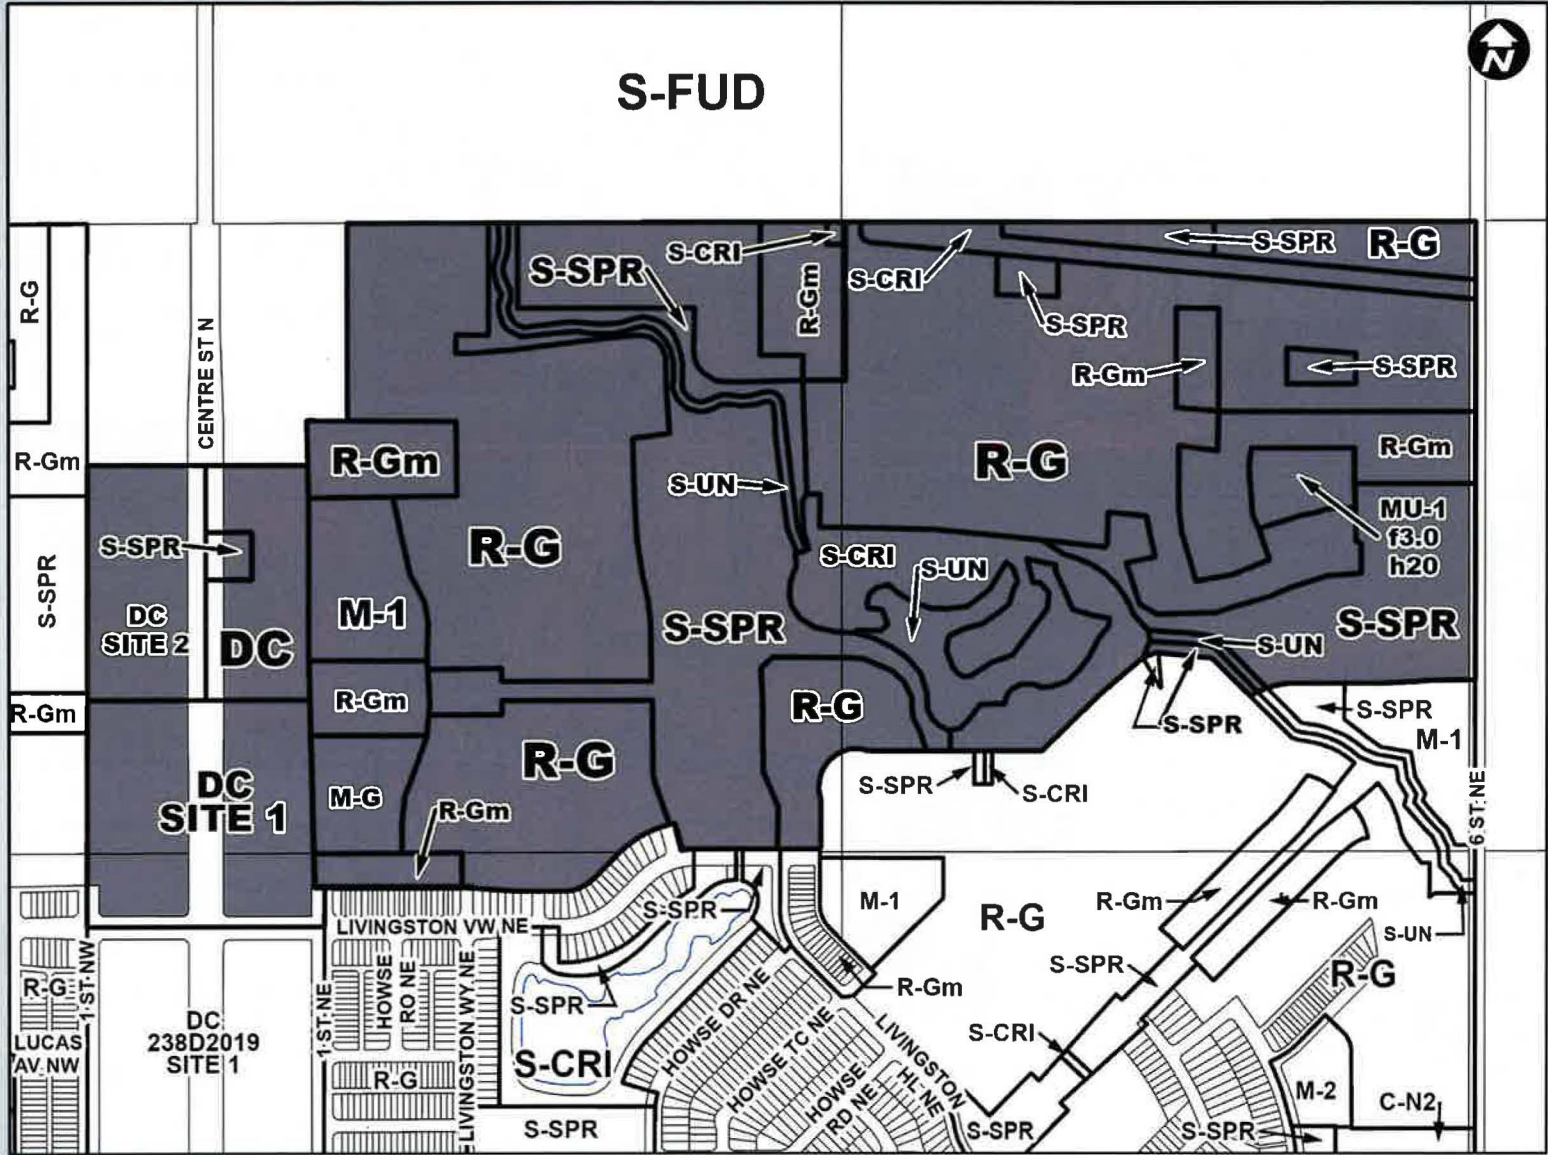 N
S-FUD
R-G
CENTRE ST N
R-Gm
S-SPR
R-Gm
S-SPR
S-CRI
R-Gm
S-CRI
S-SPR
R-G
S-SPR
R-Gm
S-SPR
R-Gm
R-Gm
R-G
MU-1
f3.0
h20
S-SPR
DC
SITE 2
DC
M-1
R-G
S-UN
S-CRI
S-UN
S-SPR
S-SPR
S-UN
R-Gm
R-G
S-SPR
S-SPR
M-1
DC
SITE 1
M-G
R-G
R-Gm
S-SPR
S-CRI
6 ST NE
R-Gm
R-Gm
S-UN
M-1
R-G
S-SPR
R-Gm
S-SPR
R-G
LIVINGSTON VW NE
HOWSE
RO NE
LIVINGSTON WY NE
S-SPR
S-CRI
S-SPR
HOWSE DR NE
HOWSE TC NE
HOWSE
RD NE
LIVINGSTON
HL NE
S-CRI
S-SPR
R-G
LUCAS
AV NW
1 ST NW
DC
238D2019
SITE 1
1 ST NE
R-G
M-2
C-N2
S-SPR